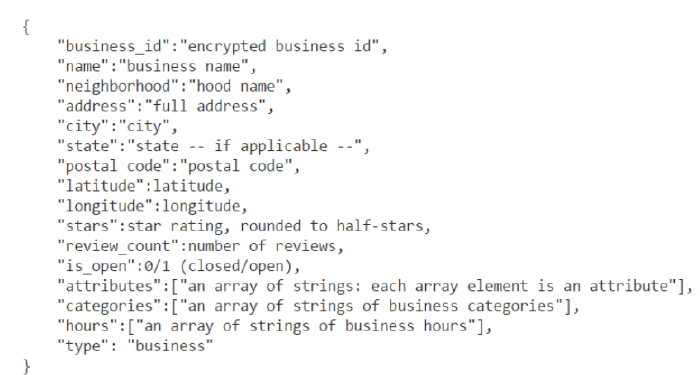 {
"business_id":"encrypted business id",
"name":"business name",
"neighborhood":"hood name",
"address":"full address",
"city":"city",
"state":"state -- if applicable --",
"postal code":"postal code",
"latitude":latitude,
"longitude":longitude,
"stars":star rating, rounded to half-stars,
"review_count":number of reviews,
"is_open":0/1 (closed/open),
"attributes":["an array of strings: each array element is an attribute"],
"categories":["an array of strings of business categories"],
"hours":["an array of strings of business hours"],
"type": "business"
}